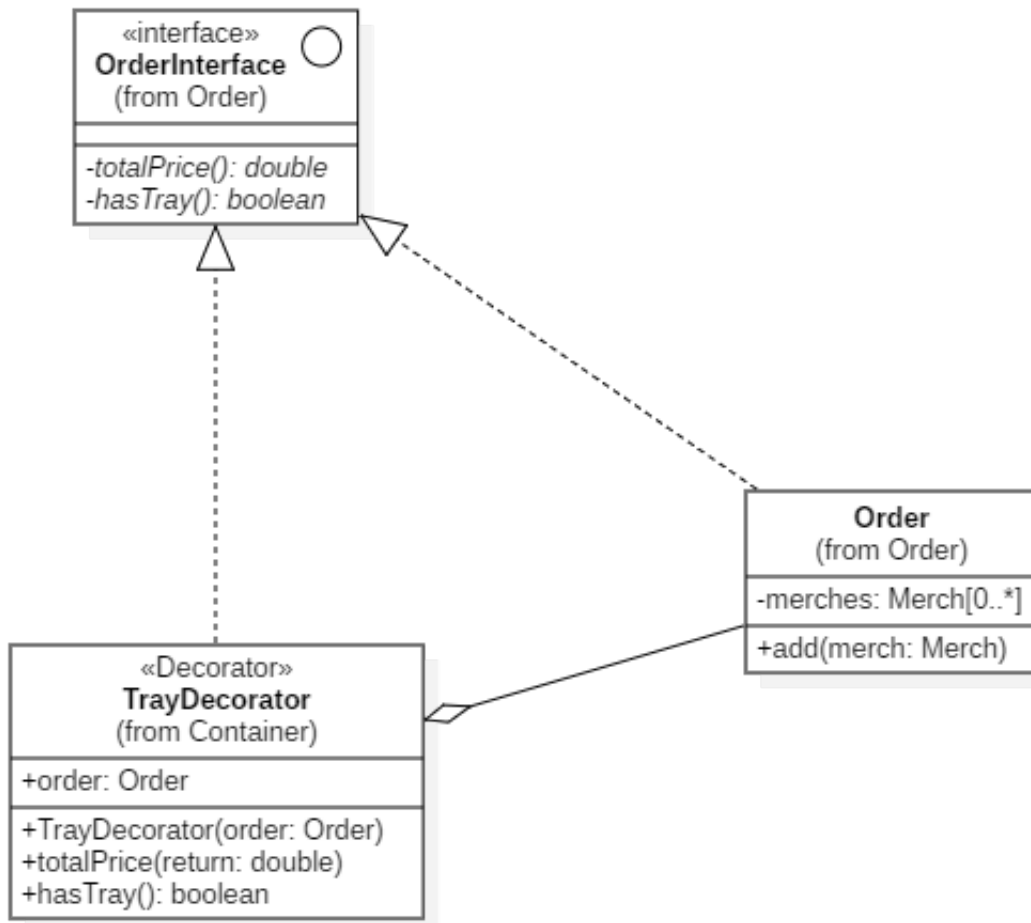 «interface»
OrderInterface
(from Order)
-totalPrice(): double
-hasTray(): boolean
Order
(from Order)
-merches: Merch[0..*]
+add(merch: Merch)
«Decorator»
TrayDecorator
(from Container)
+order: Order
+TrayDecorator(order: Order)
+totalPrice(return: double)
+hasTray(): boolean